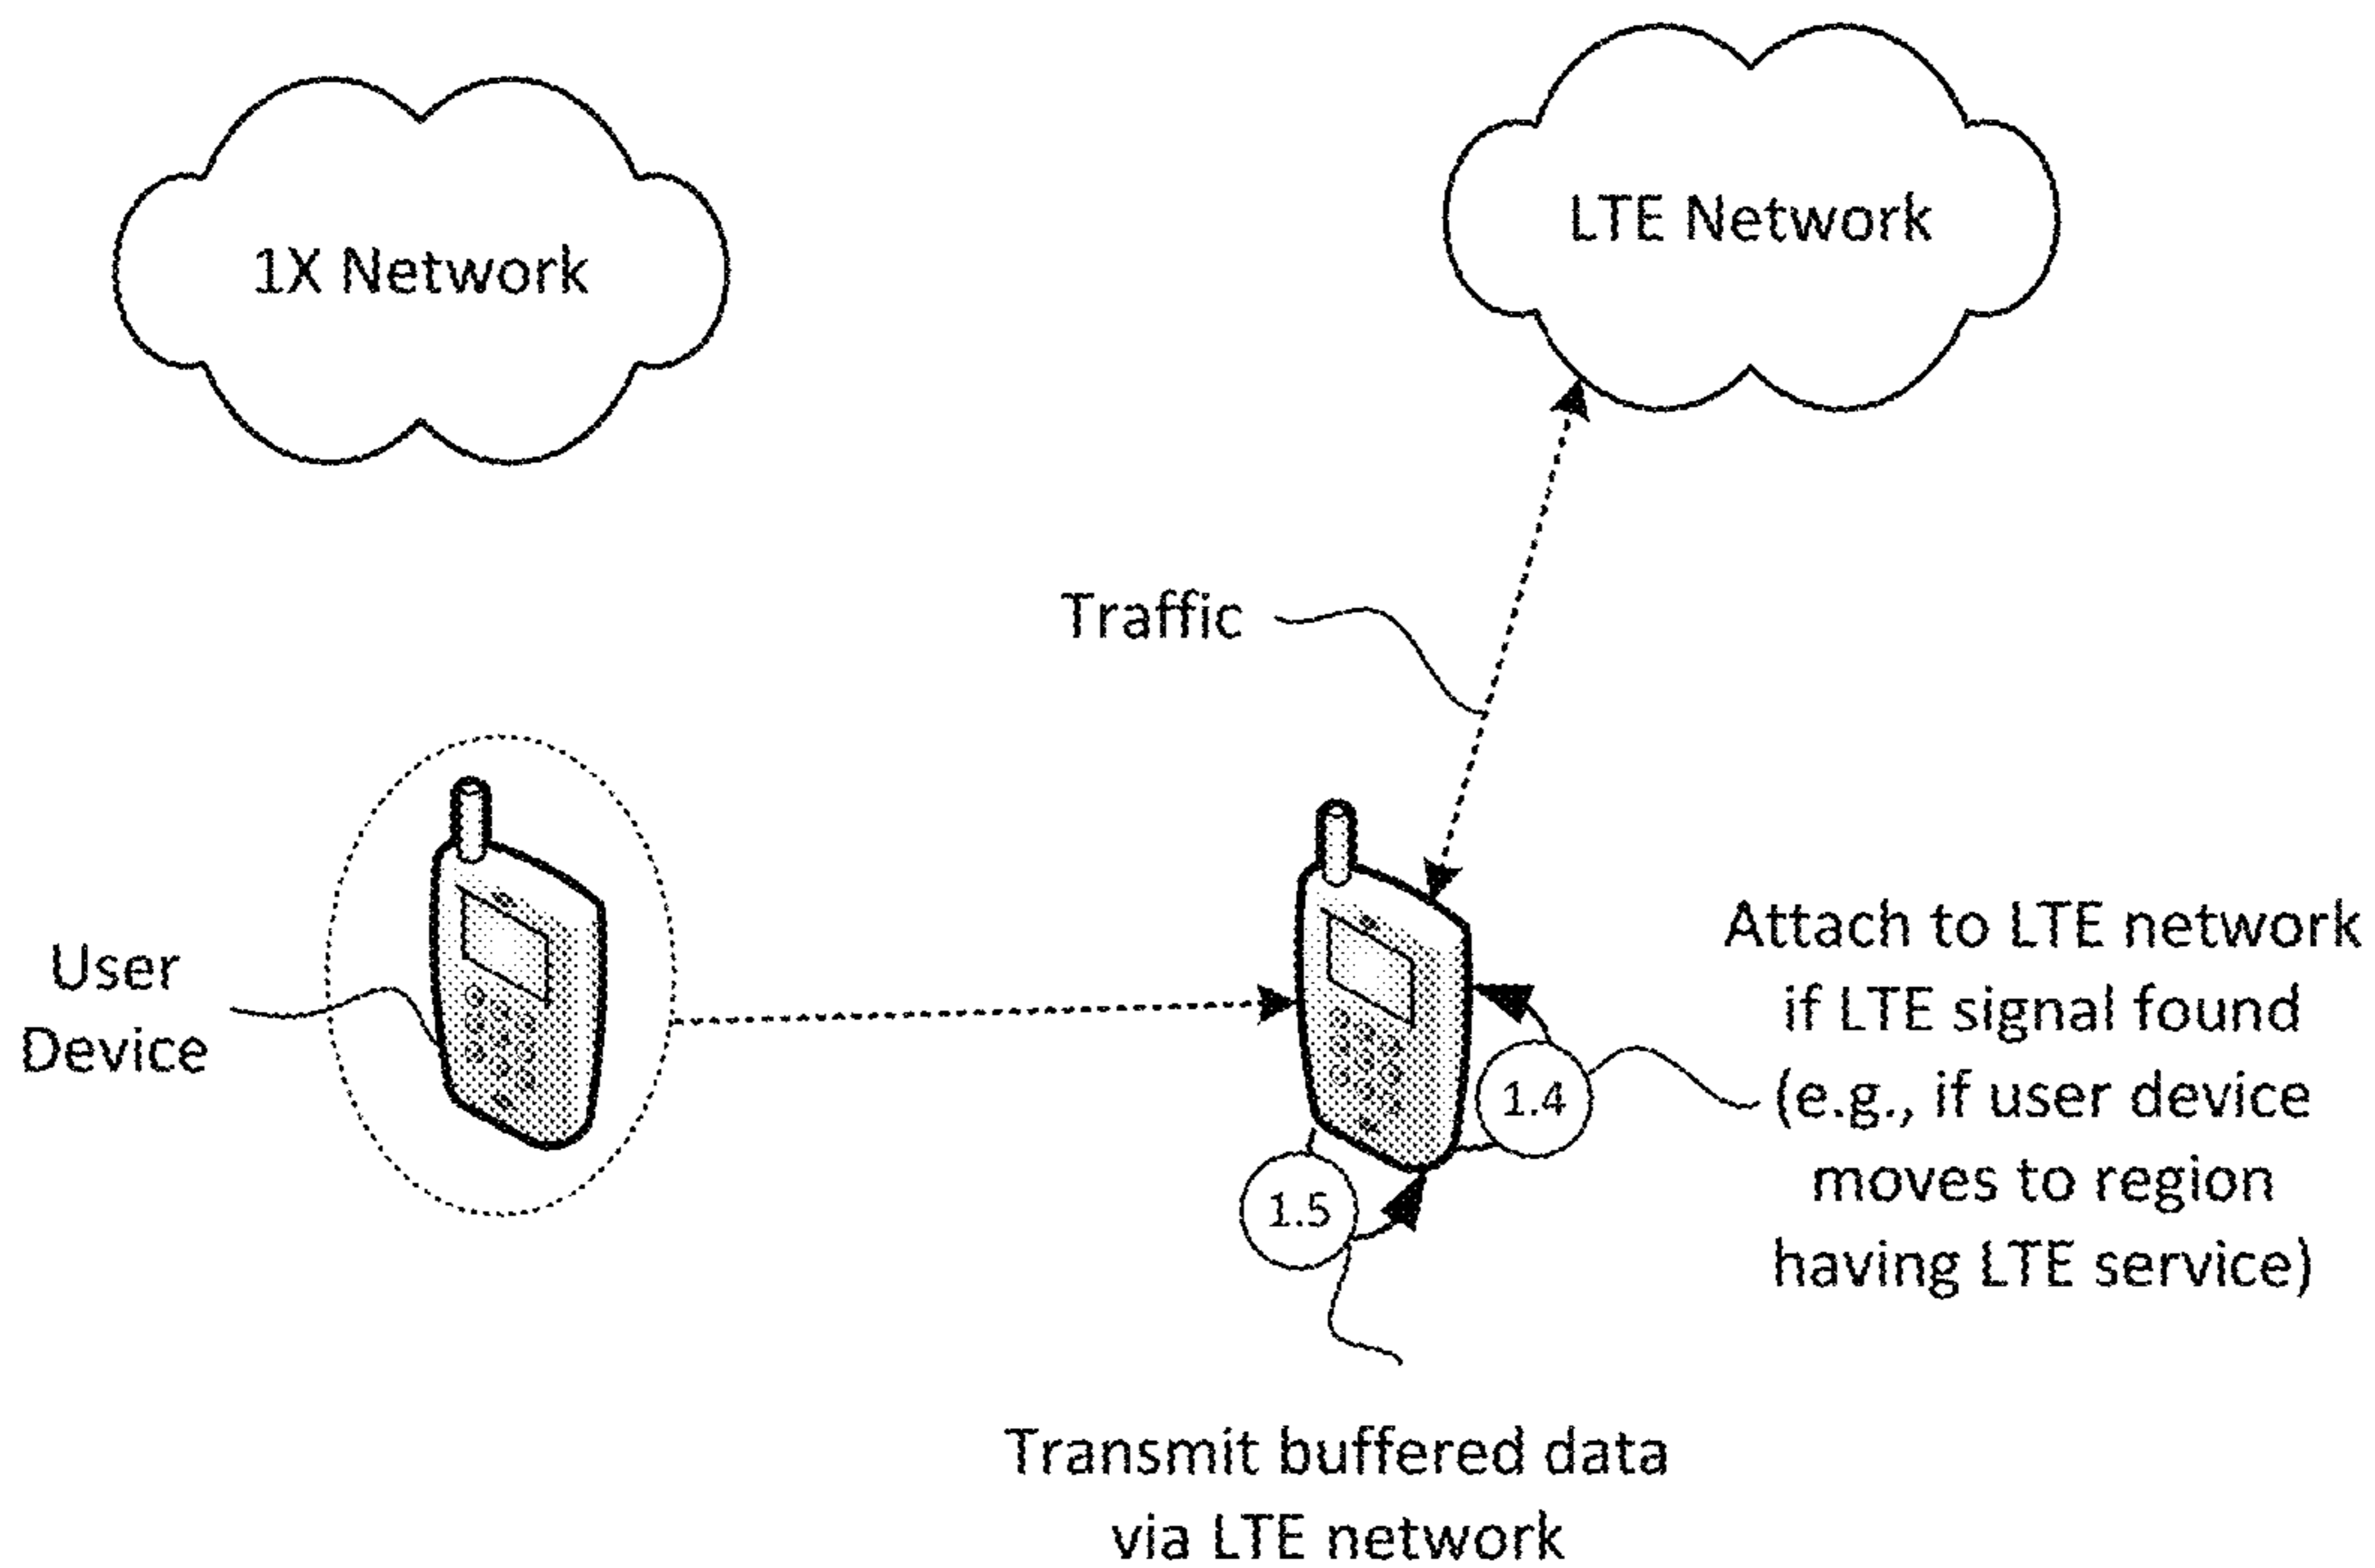 1X Network
LTE Network
Traffic
User
Device
Attach to LTE network
if LTE signal found
(e.g., if user device
moves to region
having LTE service)
1.4
1.5
Transmit buffered data
via LTE network